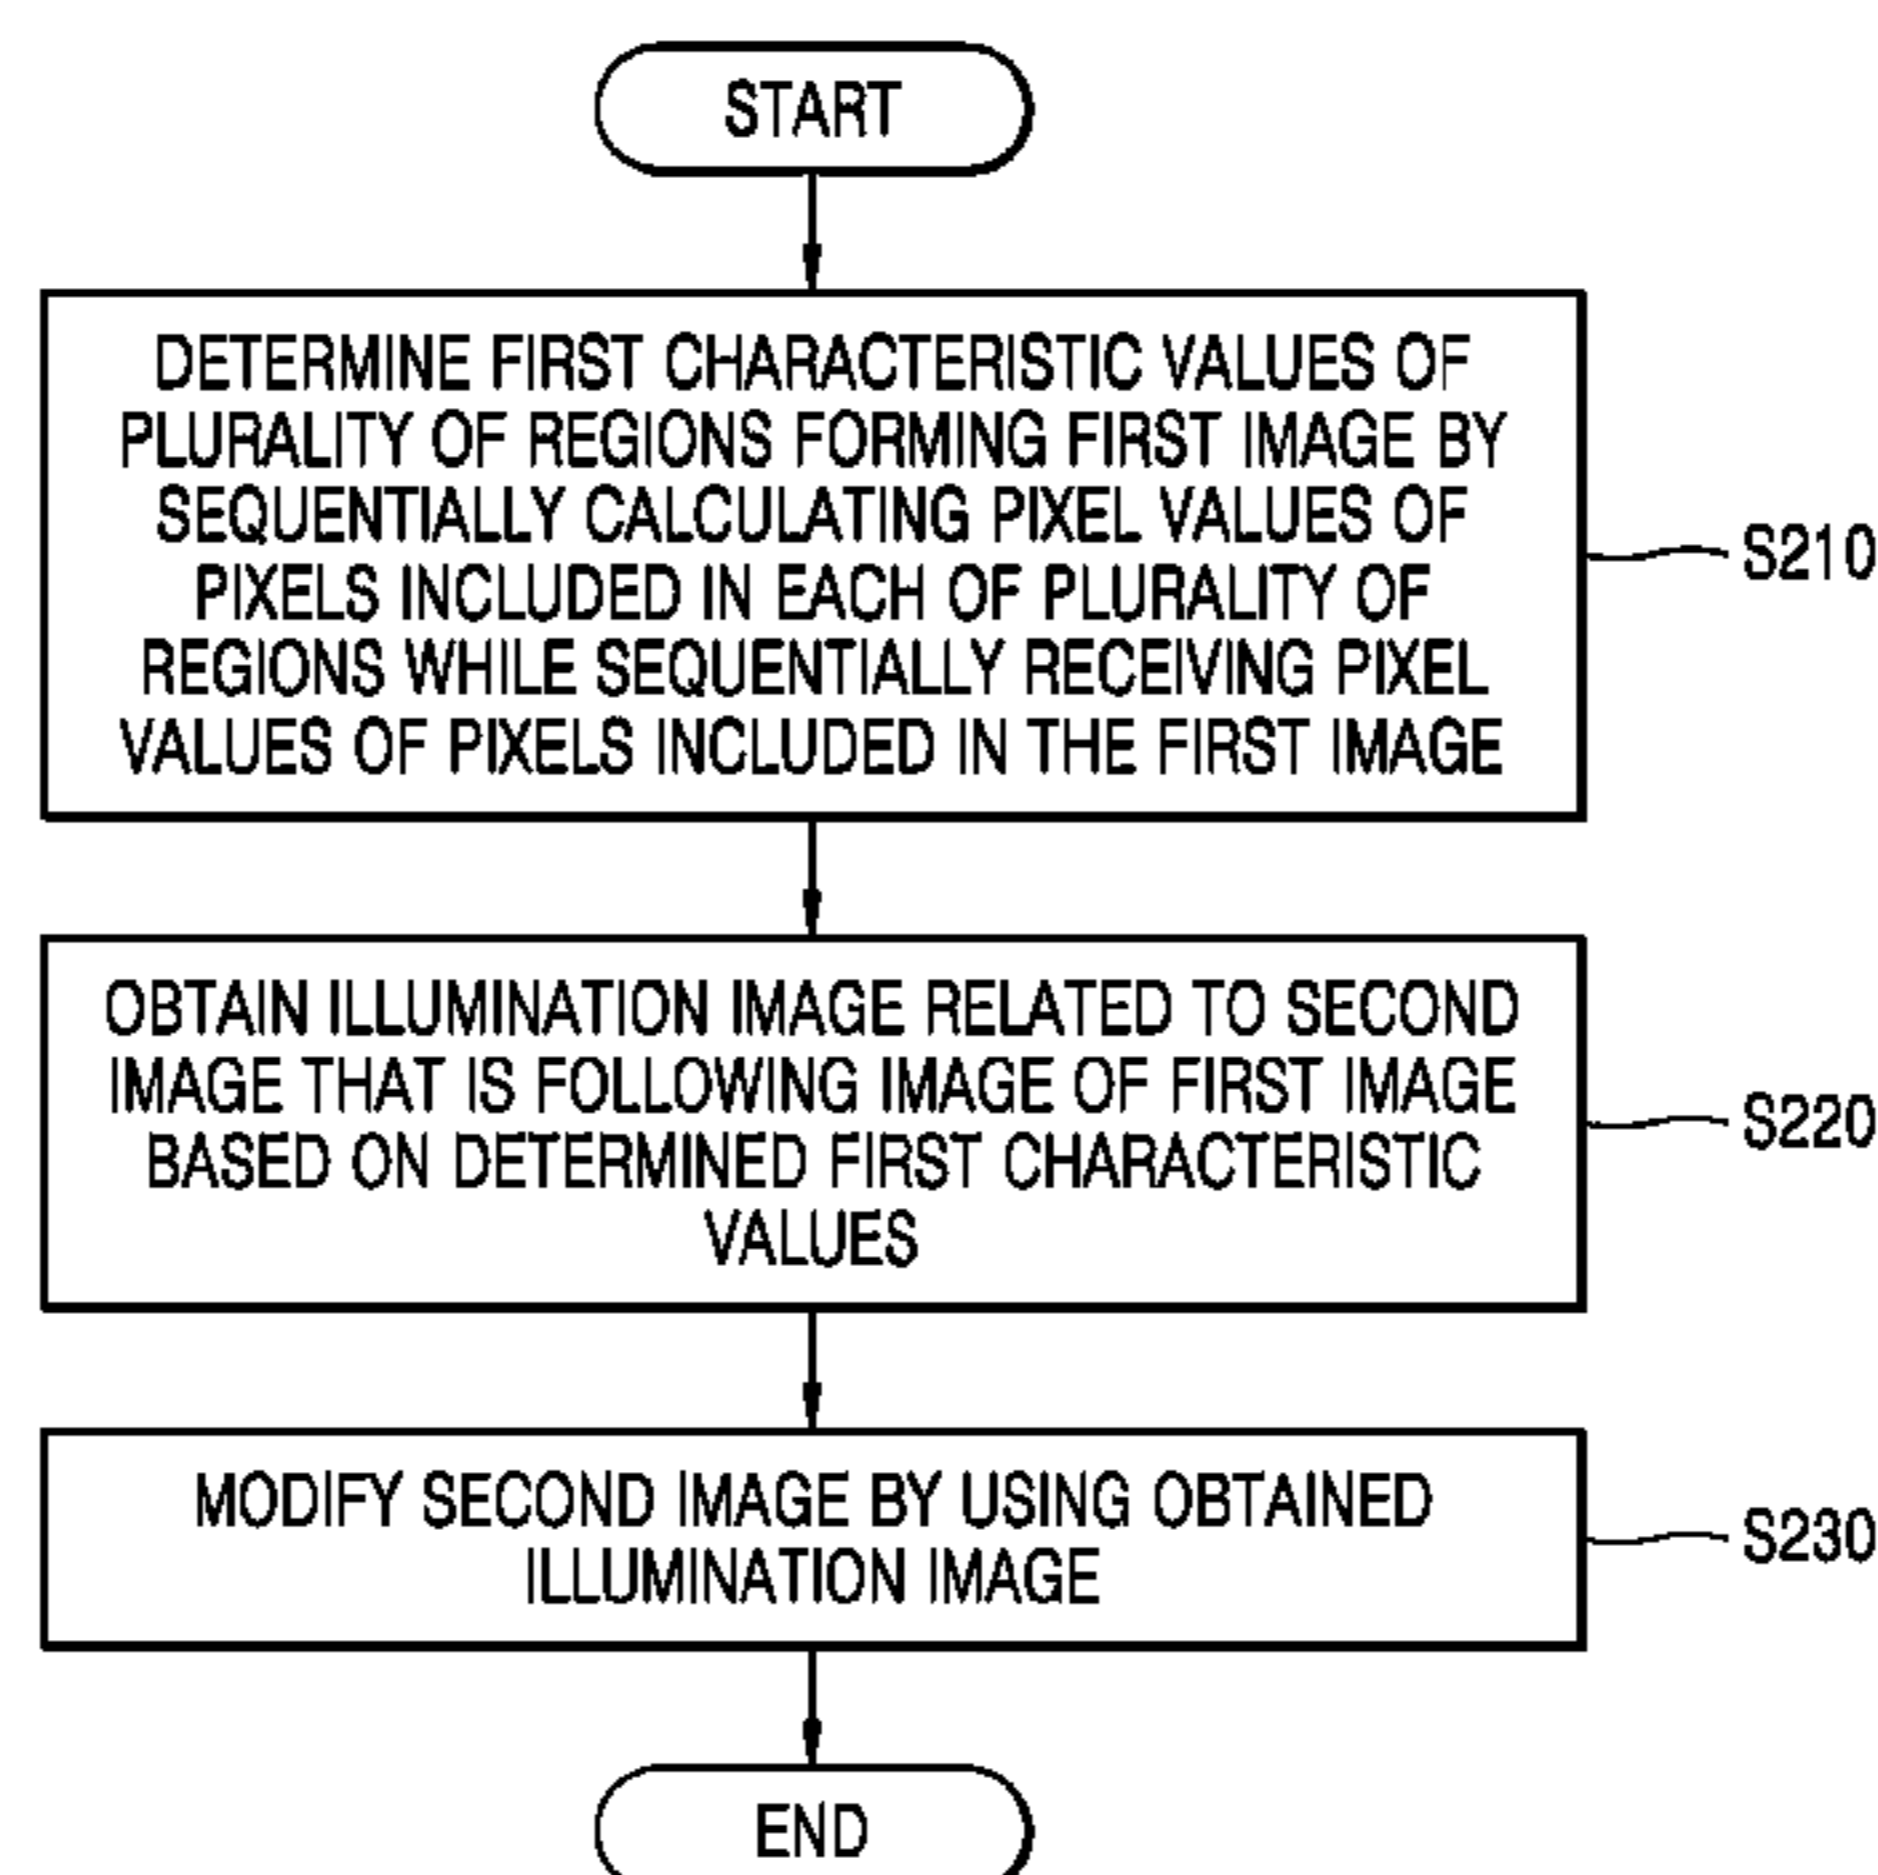 START
DETERMINE FIRST CHARACTERISTIC VALUES OF
PLURALITY OF REGIONS FORMING FIRST IMAGE BY
SEQUENTIALLY CALCULATING PIXEL VALUES OF
PIXELS INCLUDED IN EACH OF PLURALITY OF
REGIONS WHILE SEQUENTIALLY RECEIVING PIXEL
VALUES OF PIXELS INCLUDED IN THE FIRST IMAGE
S210
OBTAIN ILLUMINATION IMAGE RELATED TO SECOND
IMAGE THAT IS FOLLOWING IMAGE OF FIRST IMAGE
BASED ON DETERMINED FIRST CHARACTERISTIC
VALUES
S220
MODIFY SECOND IMAGE BY USING OBTAINED
ILLUMINATION IMAGE
S230
END